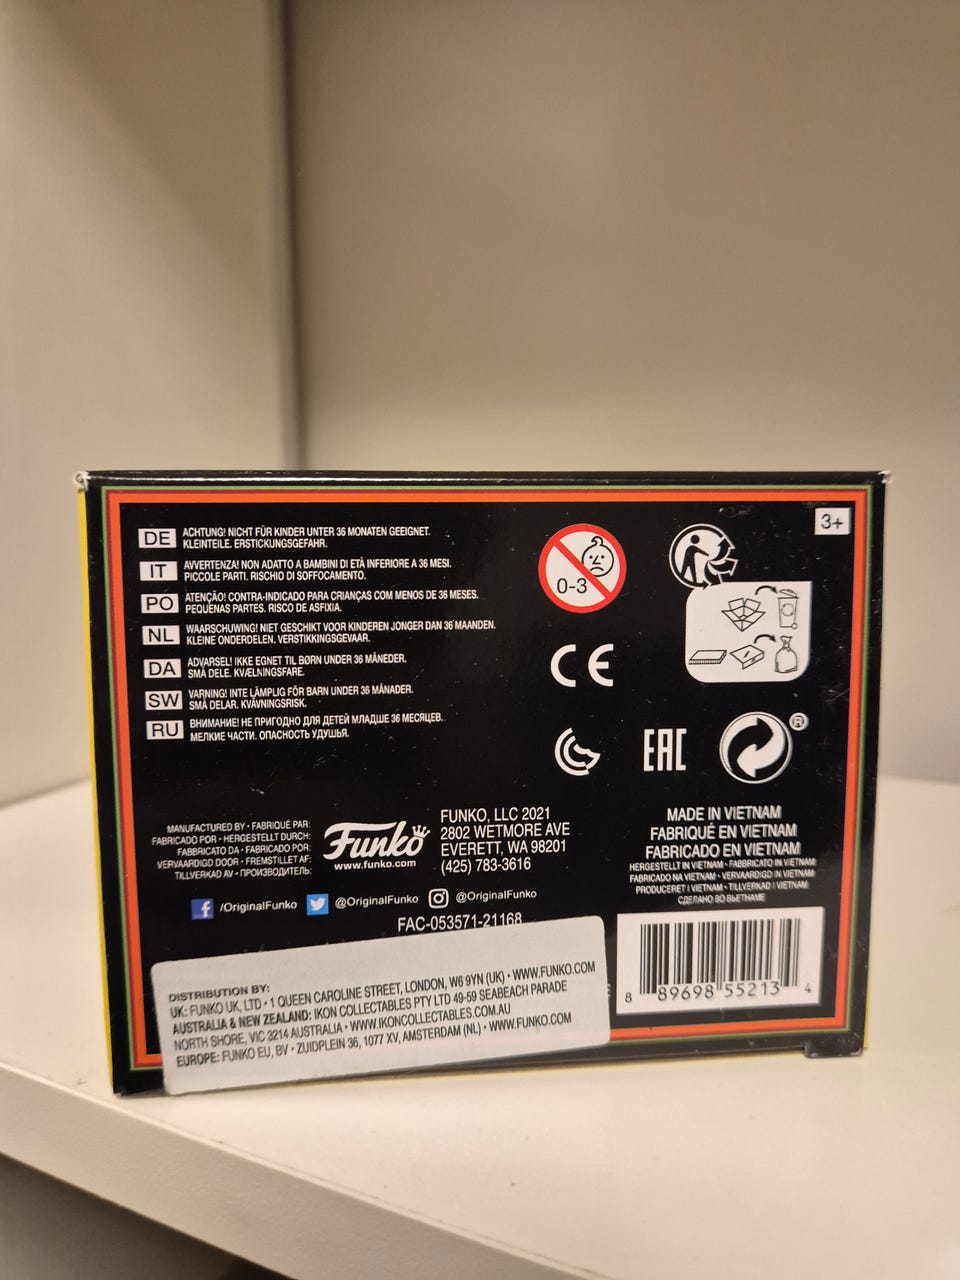 3+
DE ACHTUNG! NICHT FÜR KINDER UNTER 36 MONATEN GEEIGNET.
KLEINTEILE. ERSTICKUNGSGEFAHR.
IT AVVERTENZA! NON ADATTO A BAMBINI DI ETÀ INFERIORE A 36 MESI.
PICCOLE PARTI. RISCHIO DI SOFFOCAMENTO.
PO ATENÇÃO! CONTRA-INDICADO PARA CRIANÇAS COM MENOS DE 36 MESES.
PEQUENAS PARTES. RISCO DE ASFIXIA.
NL WAARSCHUWING! NIET GESCHIKT VOOR KINDEREN JONGER DAN 36 MAANDEN.
KLEINE ONDERDELEN. VERSTIKKINGSGEVAAR.
DA ADVARSEL! IKKE EGNET TIL BØRN UNDER 36 MÅNEDER.
SMÅ DELE. KVÆLNINGSFARE.
SW VARNING! INTE LÄMPLIG FÖR BARN UNDER 36 MÅNADER.
SMÅ DELAR. KVÄVNINGSRISK.
RU ВНИМАНИЕ! НЕ ПРИГОДНО ДЛЯ ДЕТЕЙ МЛАДШЕ 36 МЕСЯЦЕВ.
МЕЛКИЕ ЧАСТИ. ОПАСНОСТЬ УДУШЬЯ.
0-3
CE
EAC
®
MANUFACTURED BY • FABRIQUÉ PAR:
FABRICADO POR • HERGESTELLT DURCH:
FABBRICATO DA • FABRICADO POR:
VERVAARDIGD DOOR • FREMSTILLET AF:
TILLVERKAD AV • ПРОИЗВОДИТЕЛЬ:
Funko
www.funko.com
FUNKO, LLC 2021
2802 WETMORE AVE
EVERETT, WA 98201
(425) 783-3616
/OriginalFunko @OriginalFunko @OriginalFunko
FAC-053571-21168
MADE IN VIETNAM
FABRIQUÉ EN VIETNAM
FABRICADO EN VIETNAM
HERGESTELLT IN VIETNAM • FABBRICATO IN VIETNAM
FABRICADO NA VIETNAM • VERVAARDIGD IN VIETNAM
PRODUCERET I VIETNAM • TILLVERKAD I VIETNAM
СДЕЛАНО ВО ВЬЕТНАМЕ
8 89698 55213 4
DISTRIBUTION BY:
UK: FUNKO UK, LTD • 1 QUEEN CAROLINE STREET, LONDON, W6 9YN (UK) • WWW.FUNKO.COM
AUSTRALIA & NEW ZEALAND: IKON COLLECTABLES PTY LTD 49-59 SEABEACH PARADE
NORTH SHORE, VIC 3214 AUSTRALIA • WWW.IKONCOLLECTABLES.COM.AU
EUROPE: FUNKO EU, BV • ZUIDPLEIN 36, 1077 XV, AMSTERDAM (NL) • WWW.FUNKO.COM